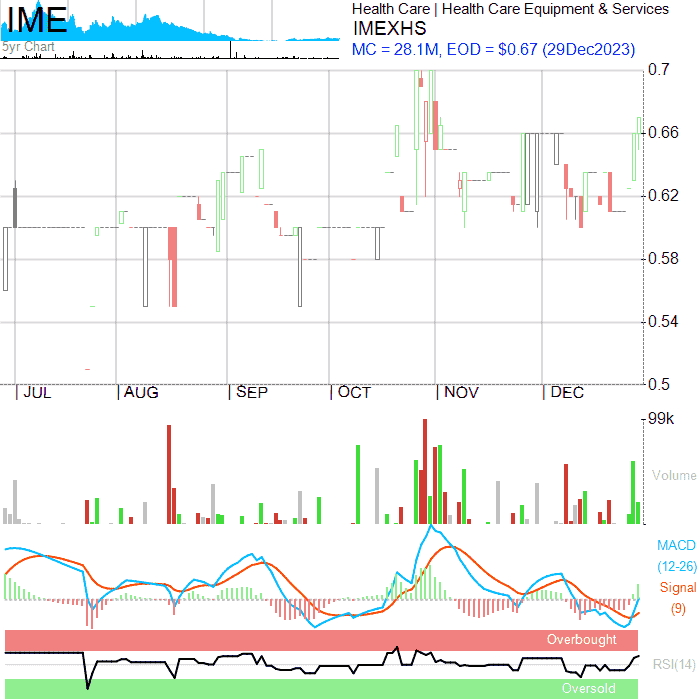 IME
Health Care | Health Care Equipment & Services
5yr Chart
IMEXHS
MC = 28.1M, EOD = $0.67 (29Dec2023)
0.7
0.66
0.62
0.58
0.54
0.5
JUL AUG SEP OCT NOV DEC
99k
Volume
MACD
(12-26)
Signal
(9)
Overbought
RSI(14)
Oversold